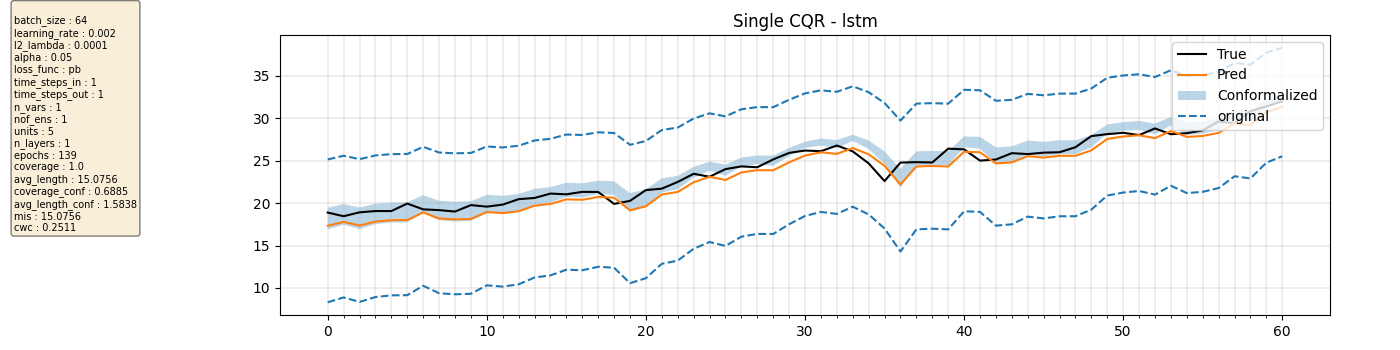 batch_size : 64
learning_rate : 0.002
l2_lambda : 0.0001
alpha : 0.05
loss_func : pb
time_steps_in : 1
time_steps_out : 1
n_vars : 1
nof_ens : 1
units : 5
n_layers : 1
epochs : 139
coverage : 1.0
avg_length : 15.0756
coverage_conf : 0.6885
avg_length_conf : 1.5838
mis : 15.0756
cwc : 0.2511
Single CQR - lstm
True
Pred
Conformalized
original
35
30
25
20
15
10
0 10 20 30 40 50 60